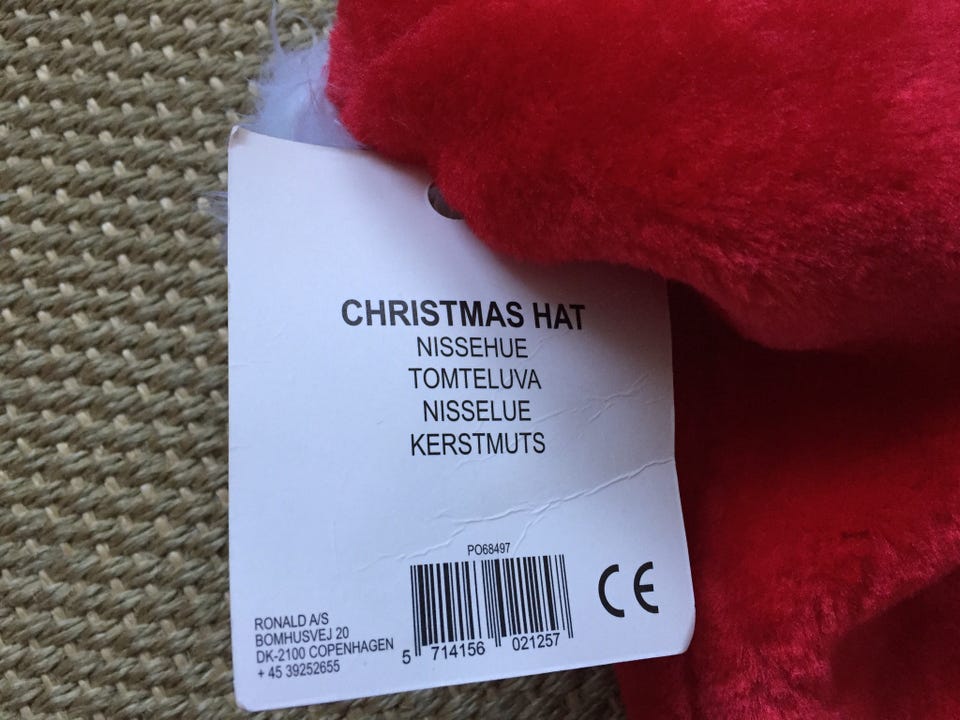 CHRISTMAS HAT
NISSEHUE
TOMTELUVA
NISSELUE
KERSTMUTS
PO68497
RONALD A/S
BOMHUSVEJ 20
DK-2100 COPENHAGEN
+ 45 39252655
5 714156 021257
CE